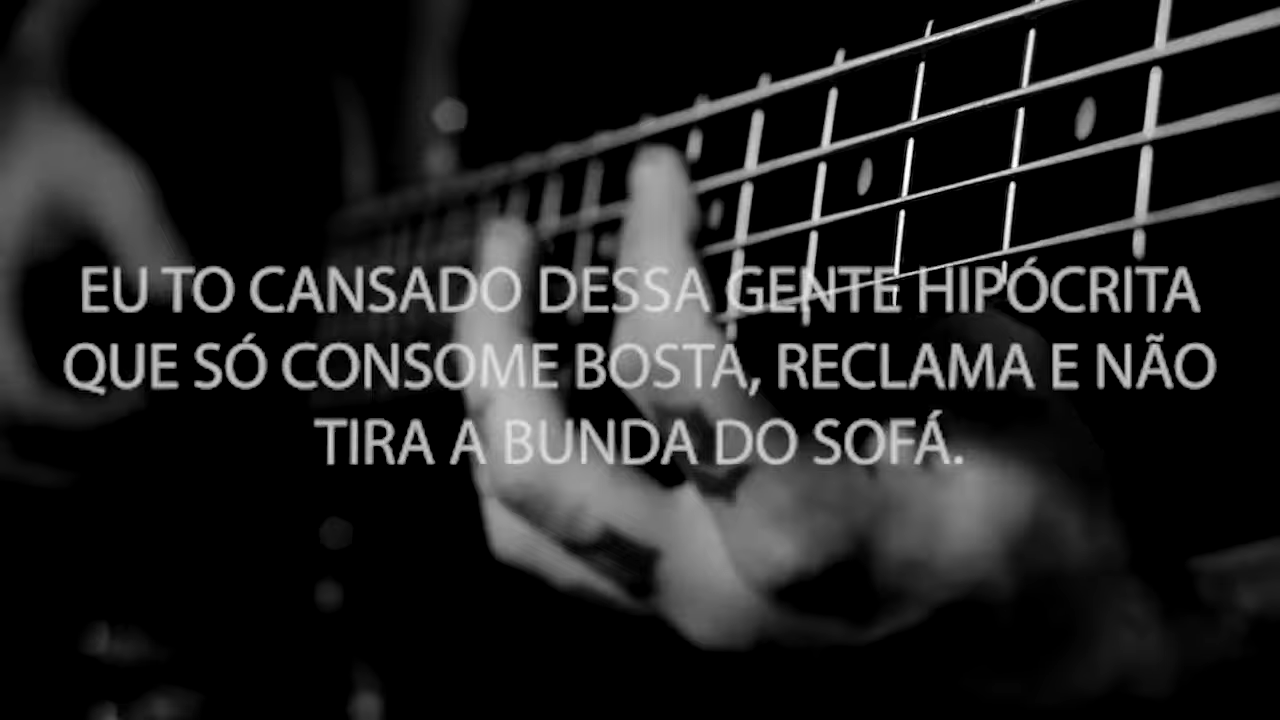 EU TO CANSADO DESSA GENTE HIPÓCRITA
QUE SÓ CONSOME BOSTA, RECLAMA E NÃO
TIRA A BUNDA DO SOFÁ.